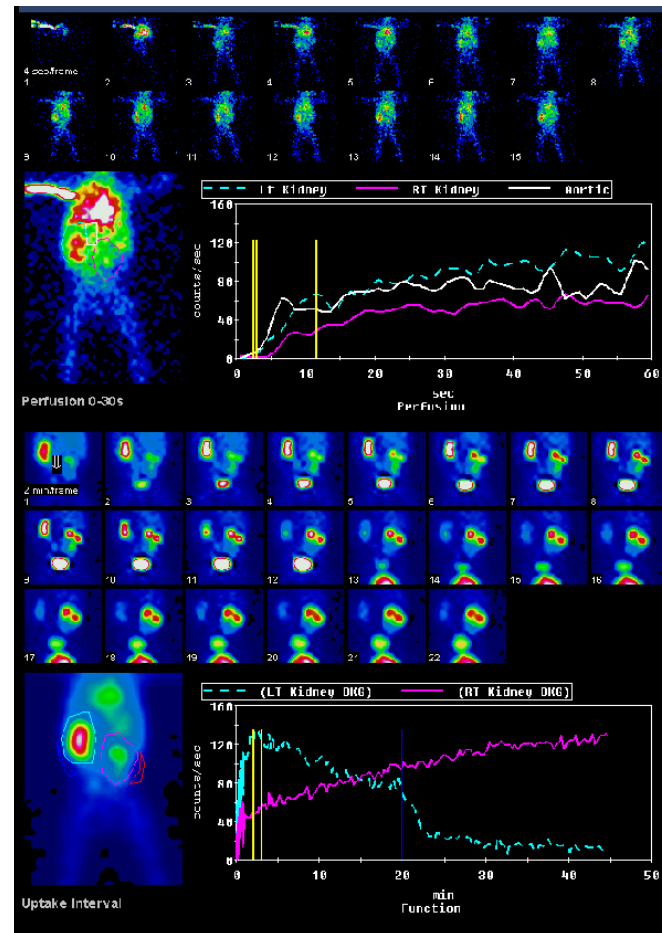 4 sec/frame
1 2 3 4 5 6 7 8
9 10 11 12 13 14 15
Lt Kidney RT Kidney Aortic
160
120
80
40
0
counts/sec
0 10 20 30 40 50 60
sec
Perfusion
Perfusion 0-30s
2 min/frame
1 2 3 4 5 6 7 8
9 10 11 12 13 14 15 16
17 18 19 20 21 22
(LT Kidney DKG) (RT Kidney DKG)
160
120
80
40
0
counts/sec
0 10 20 30 40 50
min
Function
Uptake Interval